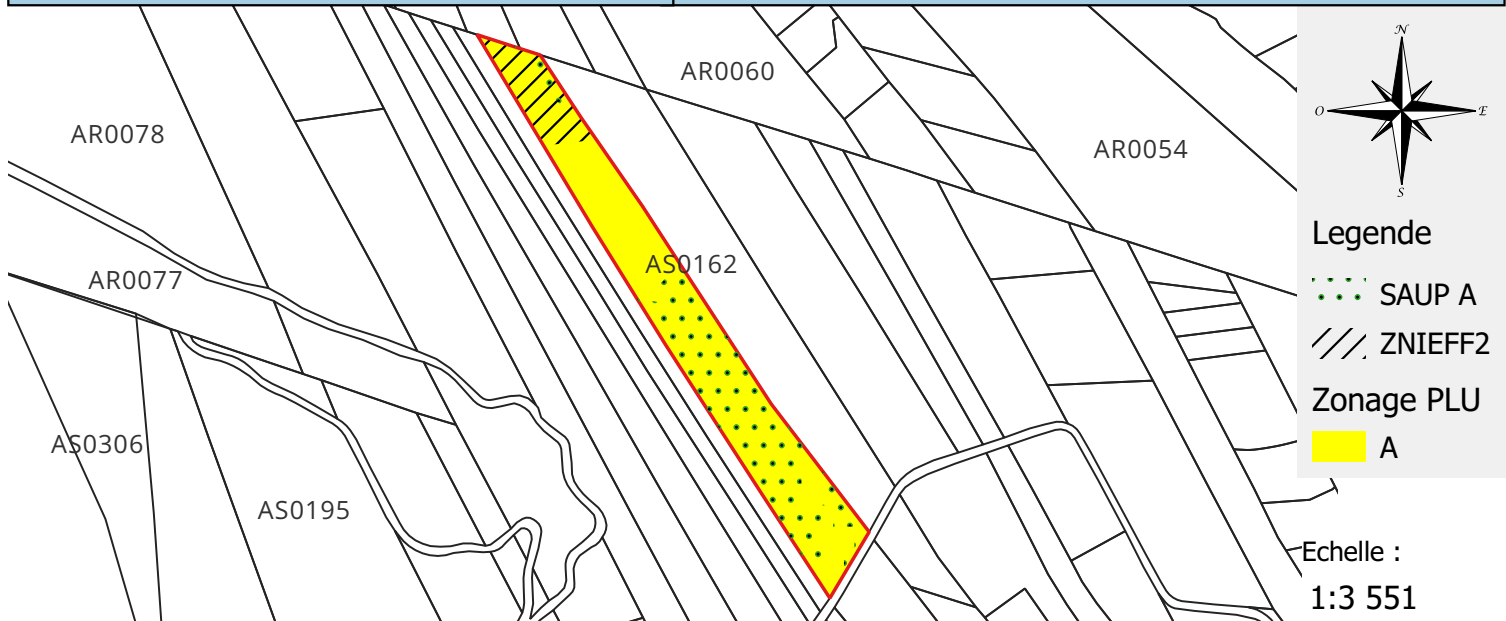 AR0060
AR0078
AR0054
AS0162
AR0077
AS0306
AS0195
N
O
E
S
Legende
SAUP A
ZNIEFF2
Zonage PLU
A
Echelle :
1:3 551